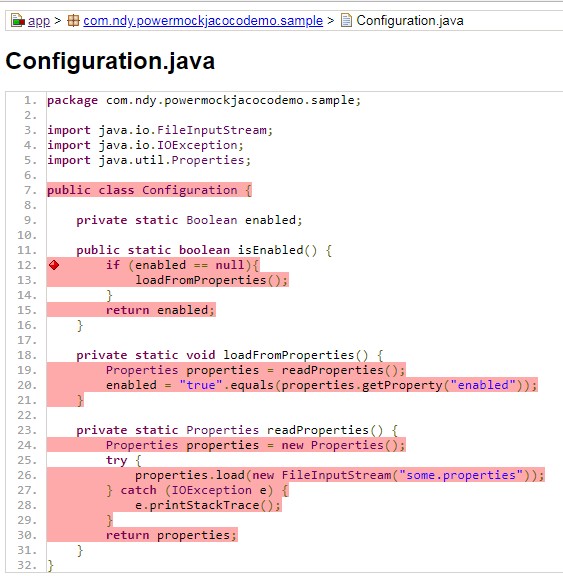 app > com.ndy.powermockjacocodemo.sample > Configuration.java
Configuration.java
1. package com.ndy.powermockjacocodemo.sample;
2.
3. import java.io.FileInputStream;
4. import java.io.IOException;
5. import java.util.Properties;
6.
7. public class Configuration {
8.
9.     private static Boolean enabled;
10.
11.     public static boolean isEnabled() {
12.         if (enabled == null){
13.             loadFromProperties();
14.         }
15.         return enabled;
16.     }
17.
18.     private static void loadFromProperties() {
19.         Properties properties = readProperties();
20.         enabled = "true".equals(properties.getProperty("enabled"));
21.     }
22.
23.     private static Properties readProperties() {
24.         Properties properties = new Properties();
25.         try {
26.             properties.load(new FileInputStream("some.properties"));
27.         } catch (IOException e) {
28.             e.printStackTrace();
29.         }
30.         return properties;
31.     }
32. }